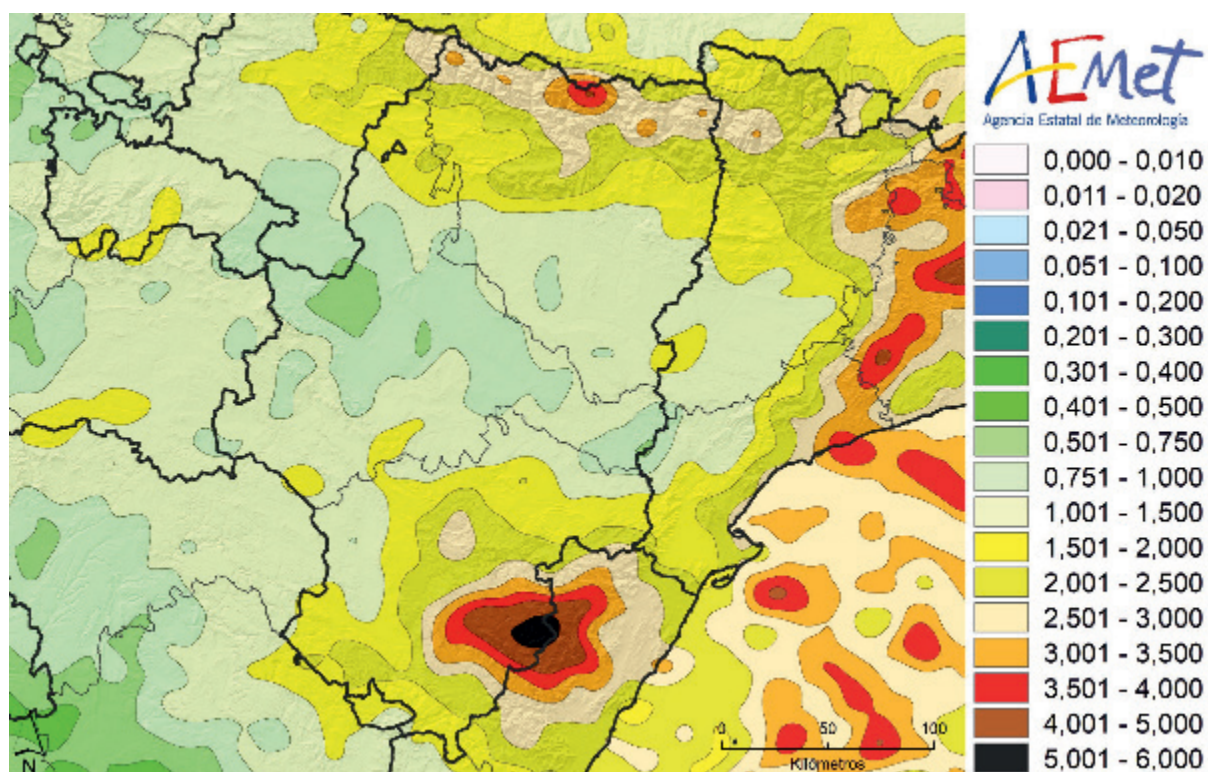 AEMet
Agencia Estatal de Meteorología
0,000 - 0,010
0,011 - 0,020
0,021 - 0,050
0,051 - 0,100
0,101 - 0,200
0,201 - 0,300
0,301 - 0,400
0,401 - 0,500
0,501 - 0,750
0,751 - 1,000
1,001 - 1,500
1,501 - 2,000
2,001 - 2,500
2,501 - 3,000
3,001 - 3,500
3,501 - 4,000
4,001 - 5,000
5,001 - 6,000
0 50 100
Kilómetros
N